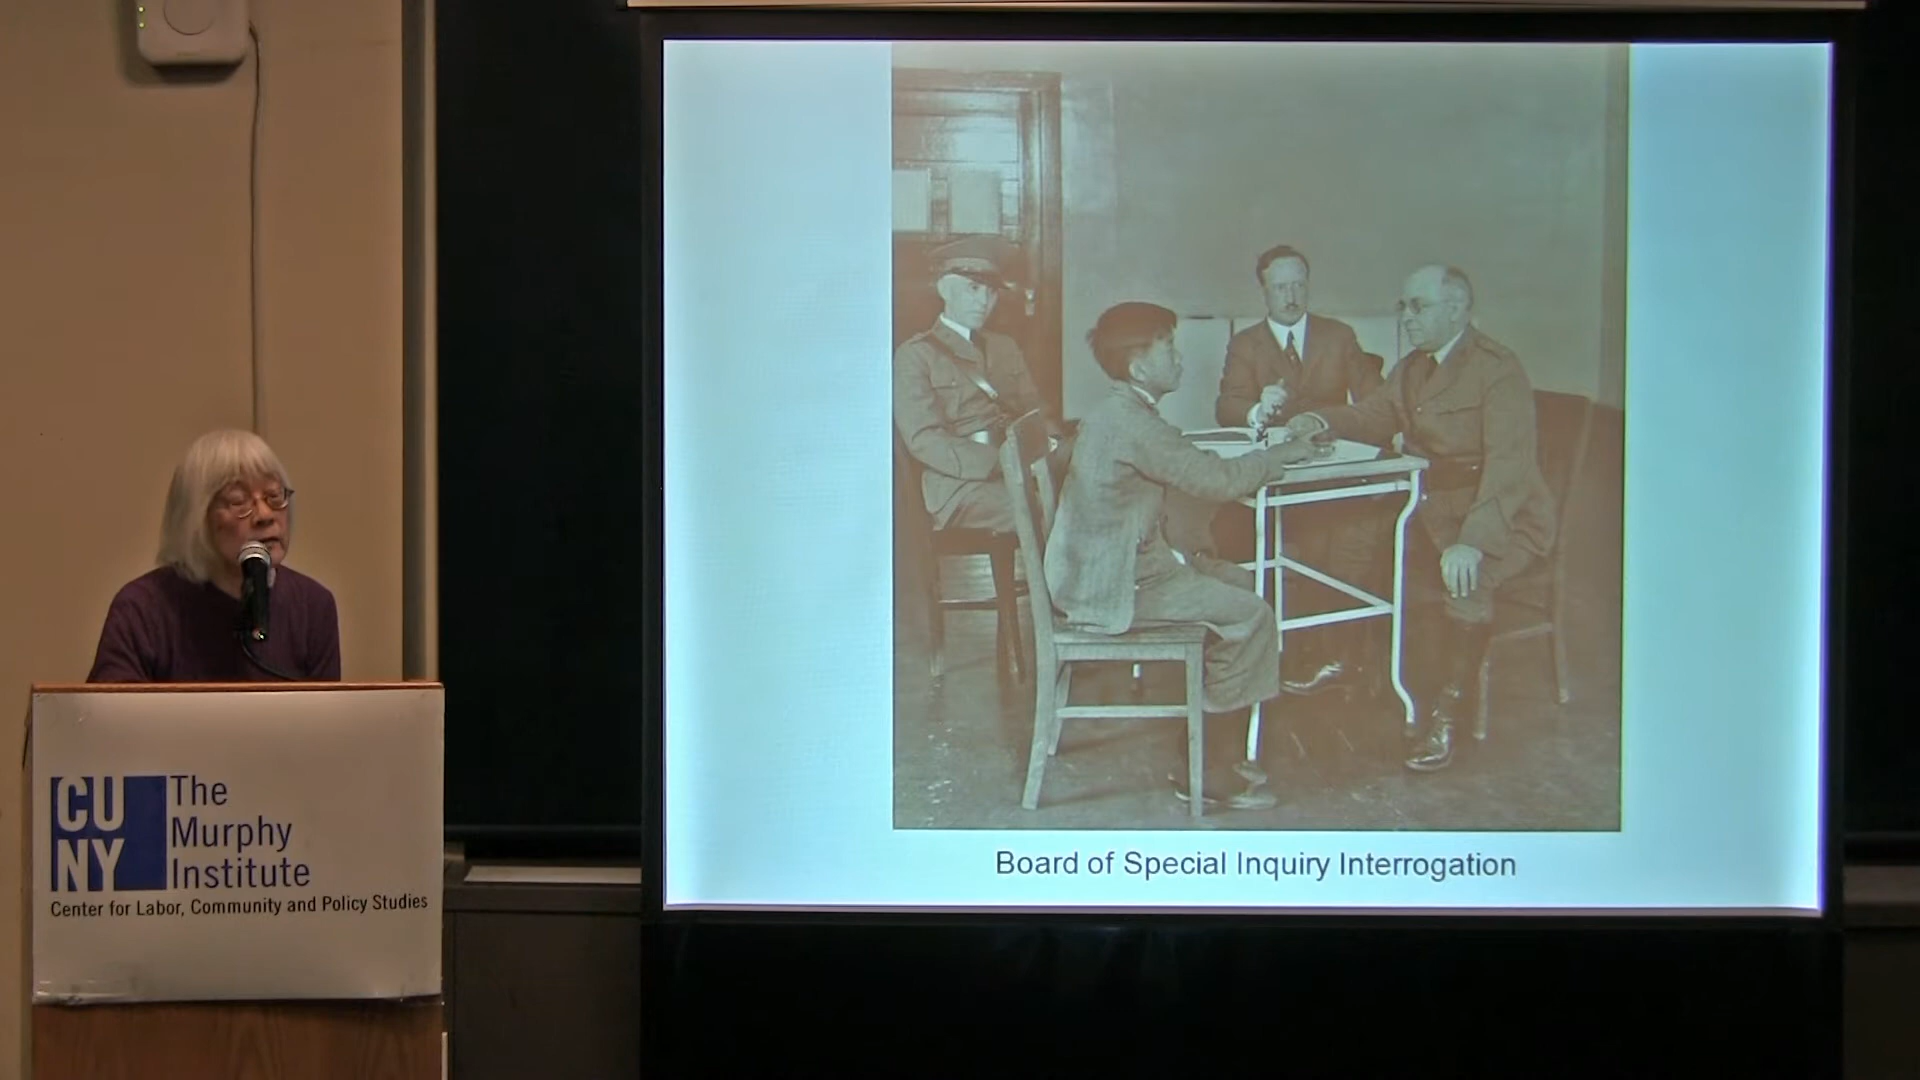 CU
NY
The
Murphy
Institute
Center for Labor, Community and Policy Studies
Board of Special Inquiry Interrogation